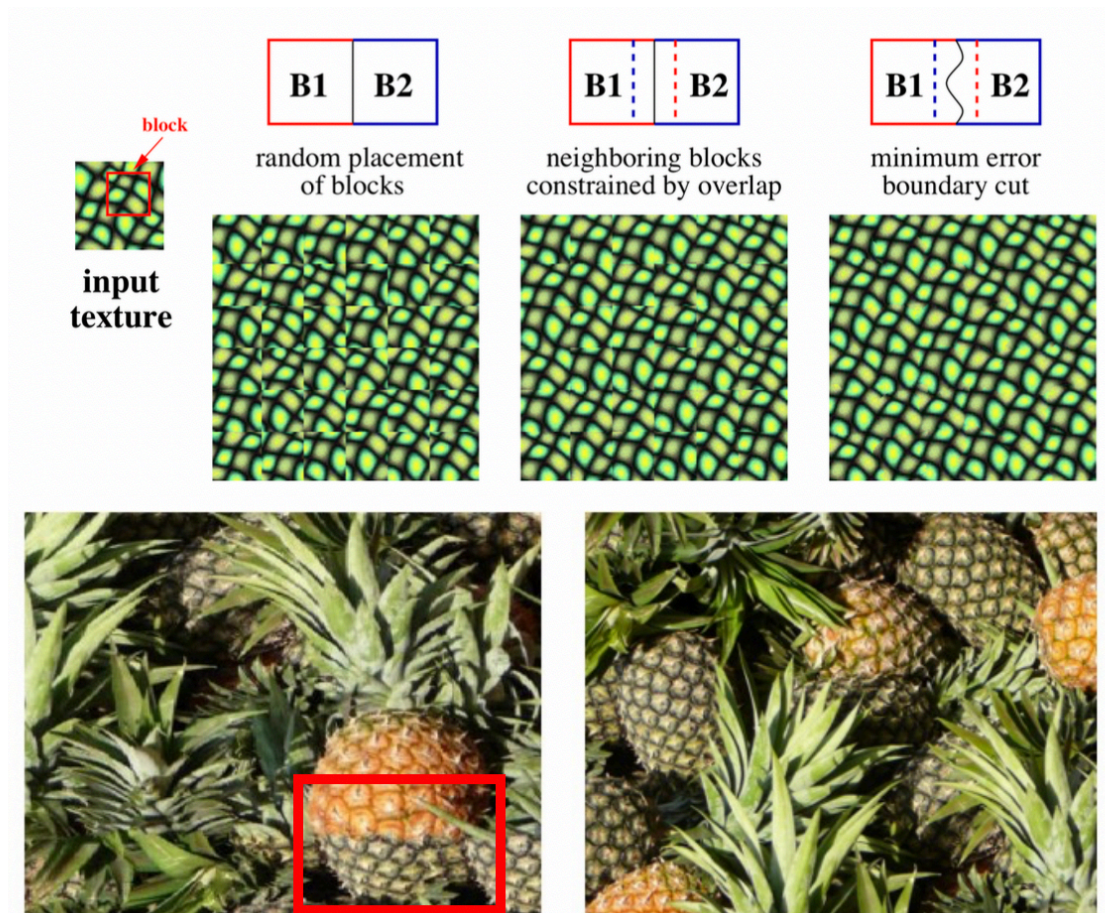 B1 B2
B1 B2
B1 B2
block
random placement
of blocks
neighboring blocks
constrained by overlap
minimum error
boundary cut
input
texture